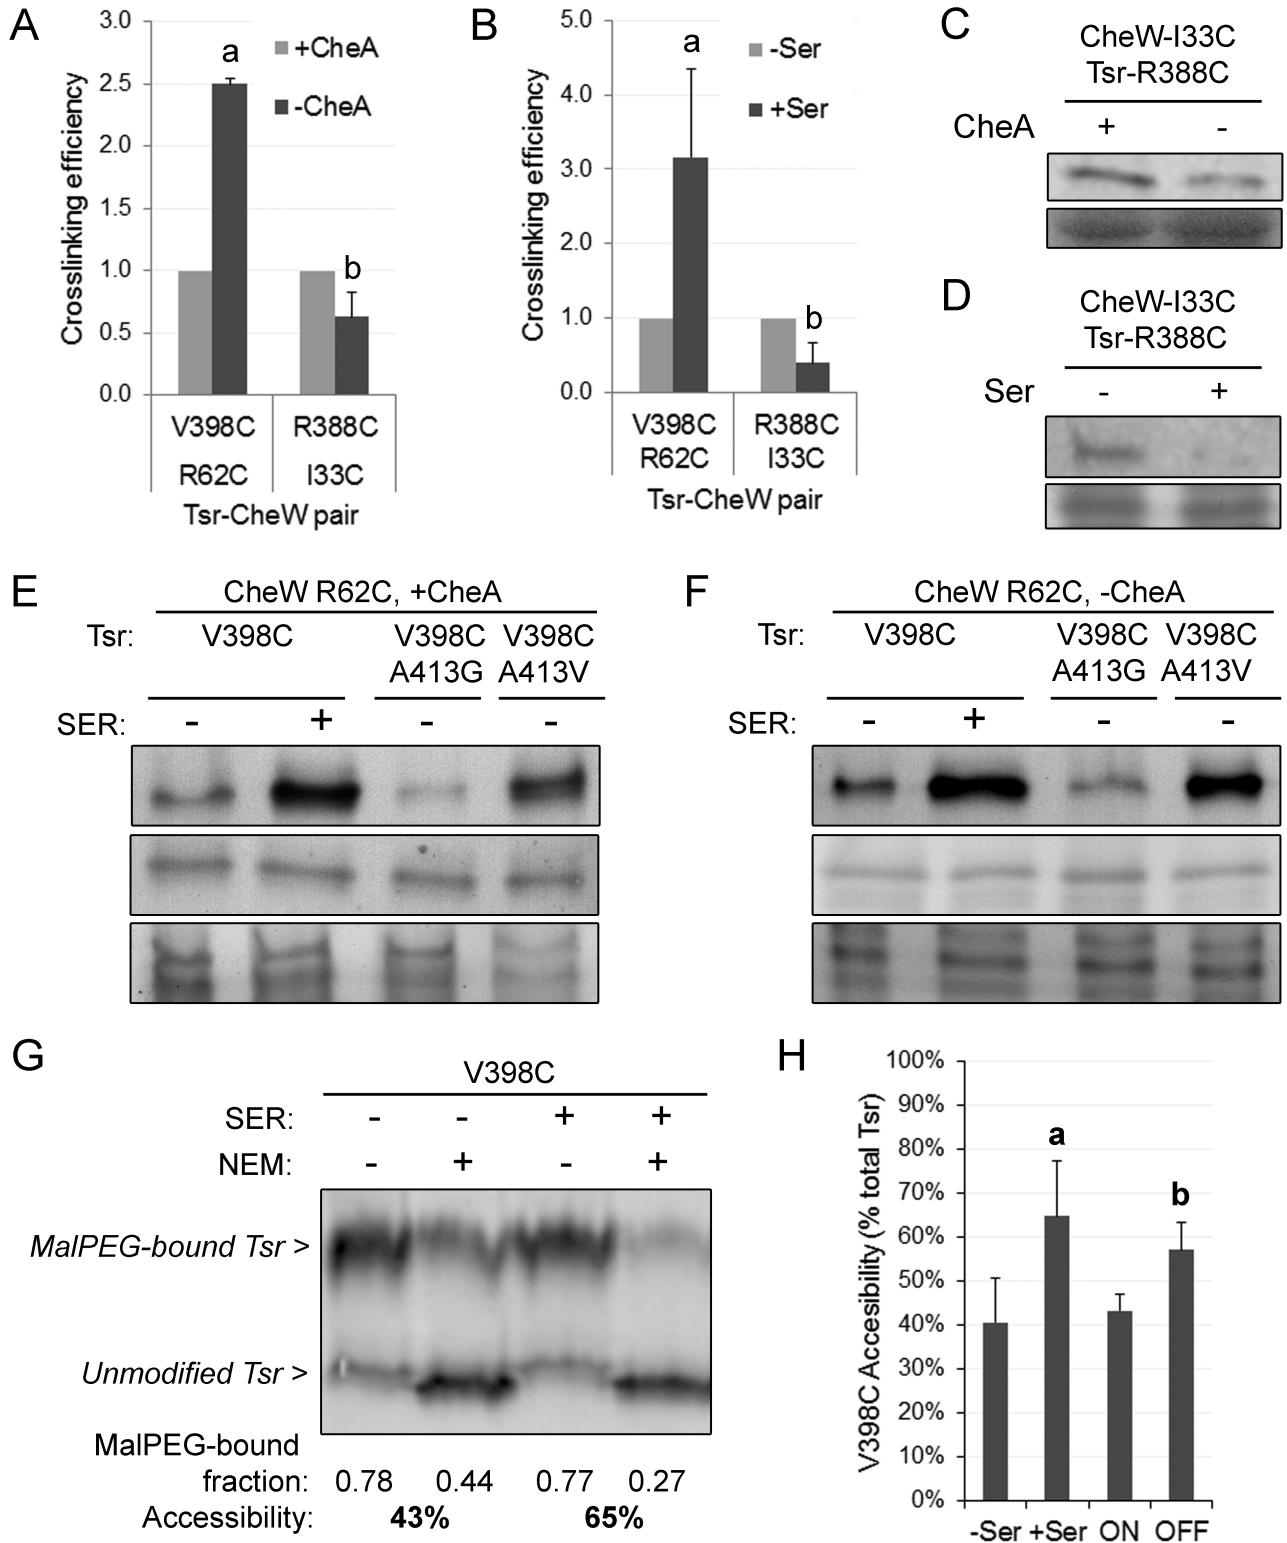 A
3.0
2.5
2.0
1.5
1.0
0.5
0.0
Crosslinking efficiency
+CheA
-CheA
a
b
V398C R388C
R62C I33C
Tsr-CheW pair
B
5.0
4.0
3.0
2.0
1.0
0.0
Crosslinking efficiency
-Ser
+Ser
a
b
V398C R388C
R62C I33C
Tsr-CheW pair
C
CheW-I33C
Tsr-R388C
CheA + -
D
CheW-I33C
Tsr-R388C
Ser - +
E
CheW R62C, +CheA
Tsr: V398C V398C V398C
A413G A413V
SER: - + - -
F
CheW R62C, -CheA
Tsr: V398C V398C V398C
A413G A413V
SER: - + - -
G
V398C
SER: - - + +
NEM: - + - +
MalPEG-bound Tsr >
Unmodified Tsr >
MalPEG-bound
fraction: 0.78 0.44 0.77 0.27
Accessibility: 43% 65%
H
100%
90%
80%
70%
60%
50%
40%
30%
20%
10%
0%
V398C Accesibility (% total Tsr)
a
b
-Ser +Ser ON OFF